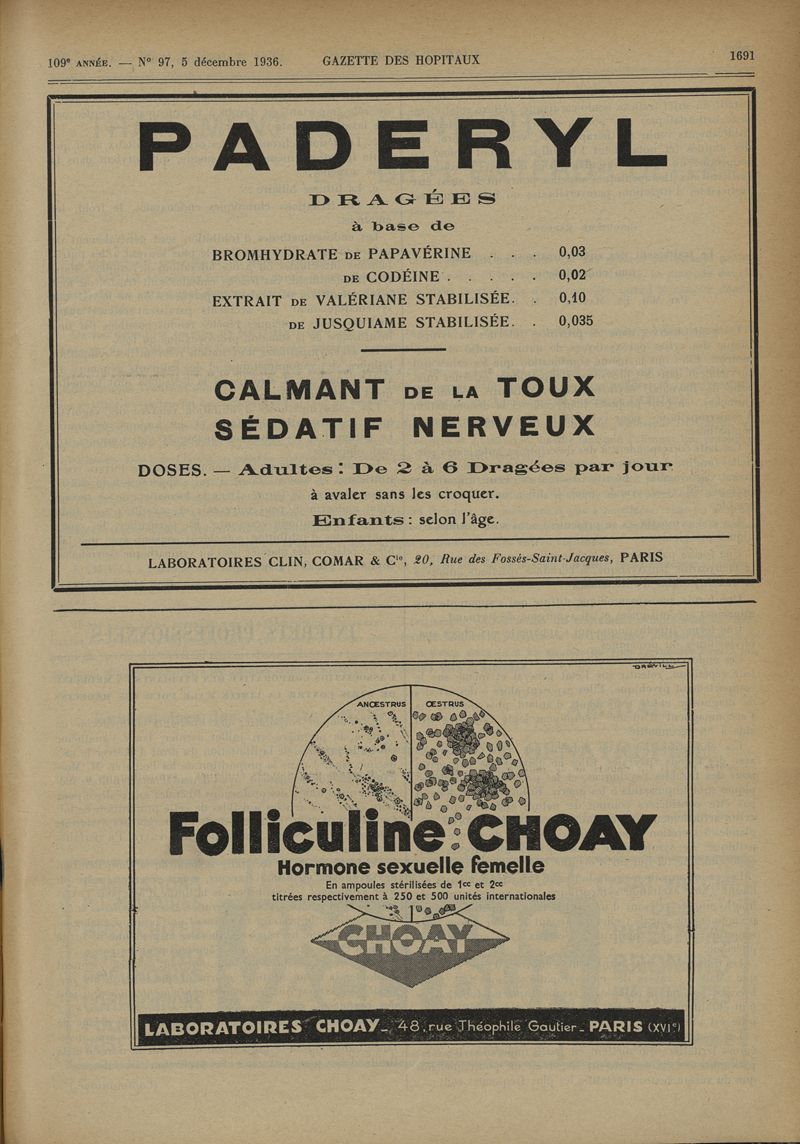 109e ANNÉE. — N° 97, 5 décembre 1936. GAZETTE DES HOPITAUX 1691
PADERYL
DRAGÉES
à base de
BROMHYDRATE DE PAPAVÉRINE . . . 0,03
DE CODÉINE . . . . . 0,02
EXTRAIT DE VALÉRIANE STABILISÉE. . 0,10
DE JUSQUIAME STABILISÉE. . 0,035
CALMANT DE LA TOUX
SÉDATIF NERVEUX
DOSES. — Adultes : De 2 à 6 Dragées par jour
à avaler sans les croquer.
Enfants : selon l'âge.
LABORATOIRES CLIN, COMAR & Cie, 20, Rue des Fossés-Saint-Jacques, PARIS
DRÉVILL
ANŒSTRUS ŒSTRUS
Folliculine CHOAY
Hormone sexuelle femelle
En ampoules stérilisées de 1cc et 2cc
titrées respectivement à 250 et 500 unités internationales
CHOAY
LABORATOIRES CHOAY_ 48, rue Théophile Gautier_ PARIS (XVIe)